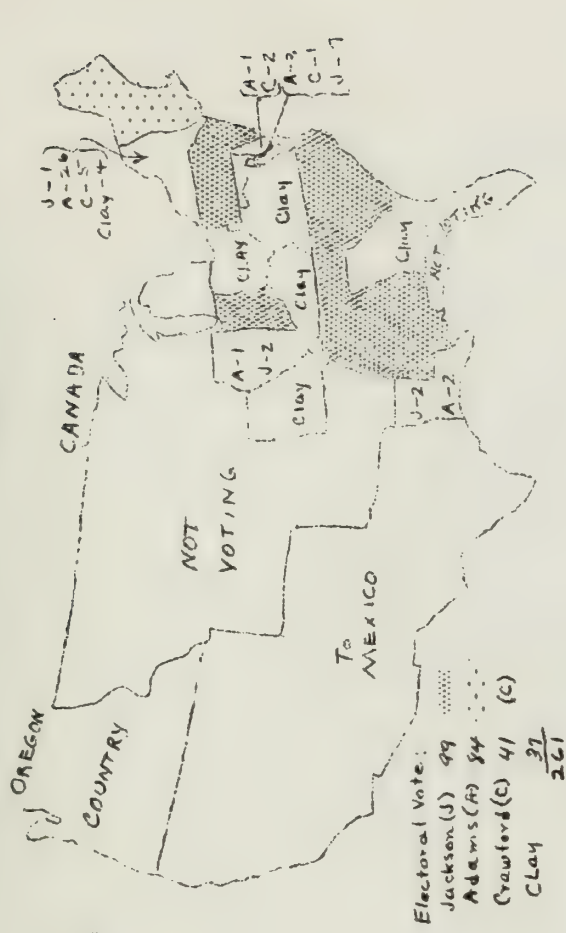 OREGON
COUNTRY
CANADA
NOT
VOTING
To
MEXICO
J-1
A-26
C-5
Clay-4
A-1
C-2
A-3
C-1
J-7
CLAY
Clay
Clay
(A-1
J-2
Clay
Clay
NOT
J-2
A-2
Electoral Vote:
Jackson (J) 99
Adams (A) 84
Crawford (C) 41 (C)
Clay 37
261